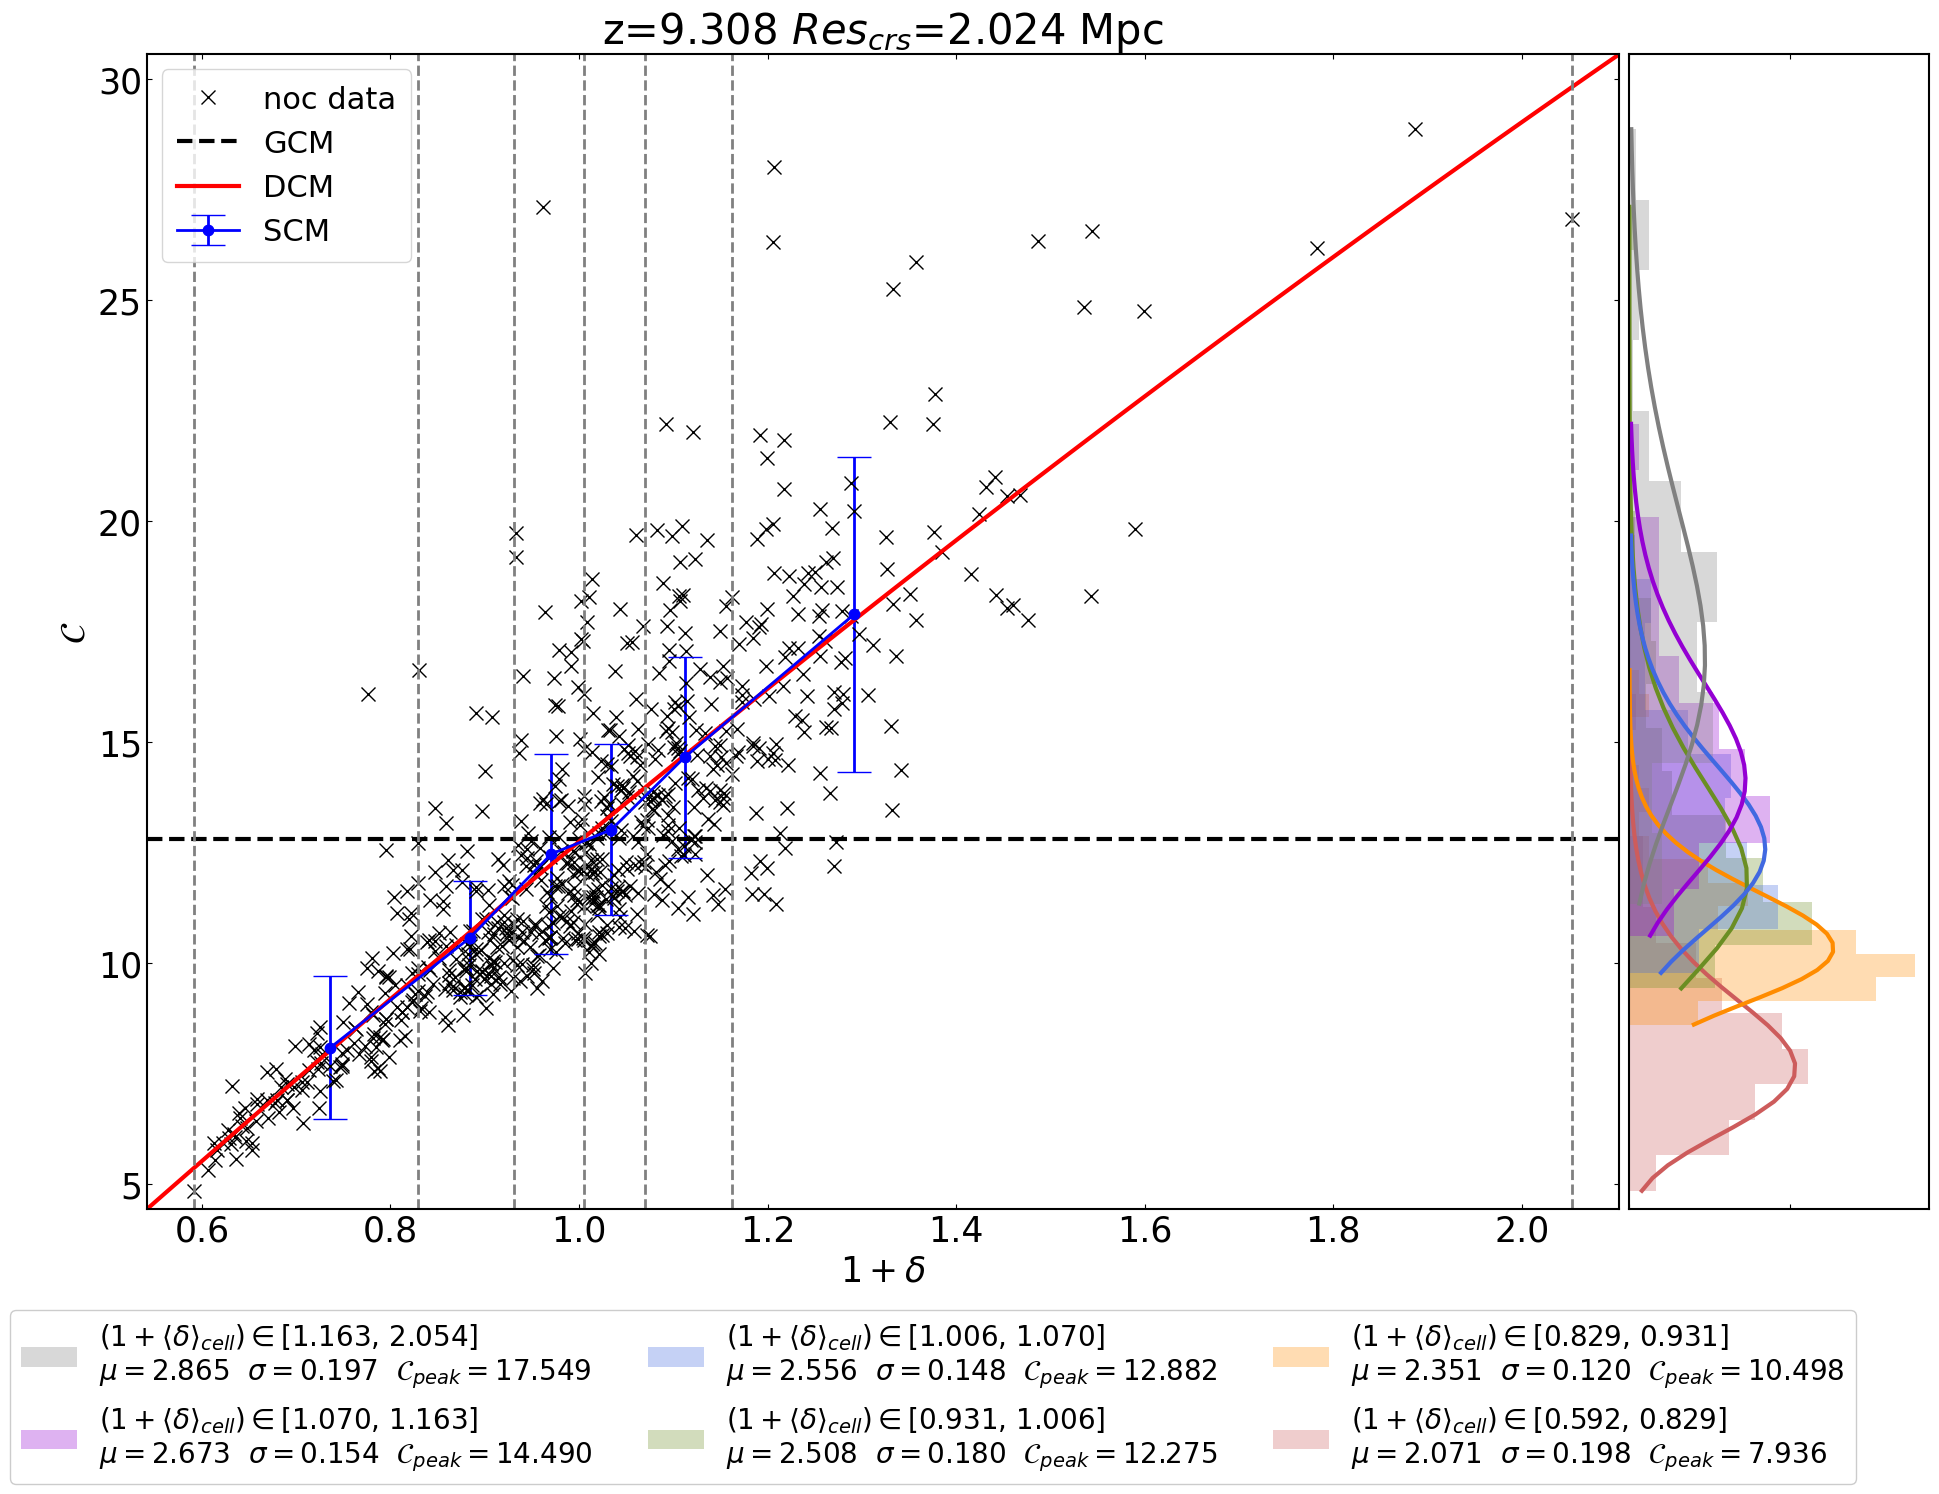 z=9.308 Res_crs=2.024 Mpc
noc data
GCM
DCM
SCM
30
25
20
15
10
5
𝒞
0.6 0.8 1.0 1.2 1.4 1.6 1.8 2.0
1 + δ
(1 + ⟨δ⟩_cell) ∈ [1.163, 2.054]
μ = 2.865 σ = 0.197 𝒞_peak = 17.549
(1 + ⟨δ⟩_cell) ∈ [1.070, 1.163]
μ = 2.673 σ = 0.154 𝒞_peak = 14.490
(1 + ⟨δ⟩_cell) ∈ [1.006, 1.070]
μ = 2.556 σ = 0.148 𝒞_peak = 12.882
(1 + ⟨δ⟩_cell) ∈ [0.931, 1.006]
μ = 2.508 σ = 0.180 𝒞_peak = 12.275
(1 + ⟨δ⟩_cell) ∈ [0.829, 0.931]
μ = 2.351 σ = 0.120 𝒞_peak = 10.498
(1 + ⟨δ⟩_cell) ∈ [0.592, 0.829]
μ = 2.071 σ = 0.198 𝒞_peak = 7.936